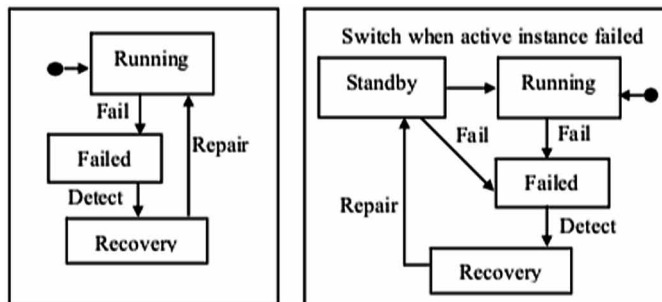 Running
Fail
Repair
Failed
Detect
Recovery
Switch when active instance failed
Standby
Running
Fail
Fail
Failed
Repair
Detect
Recovery